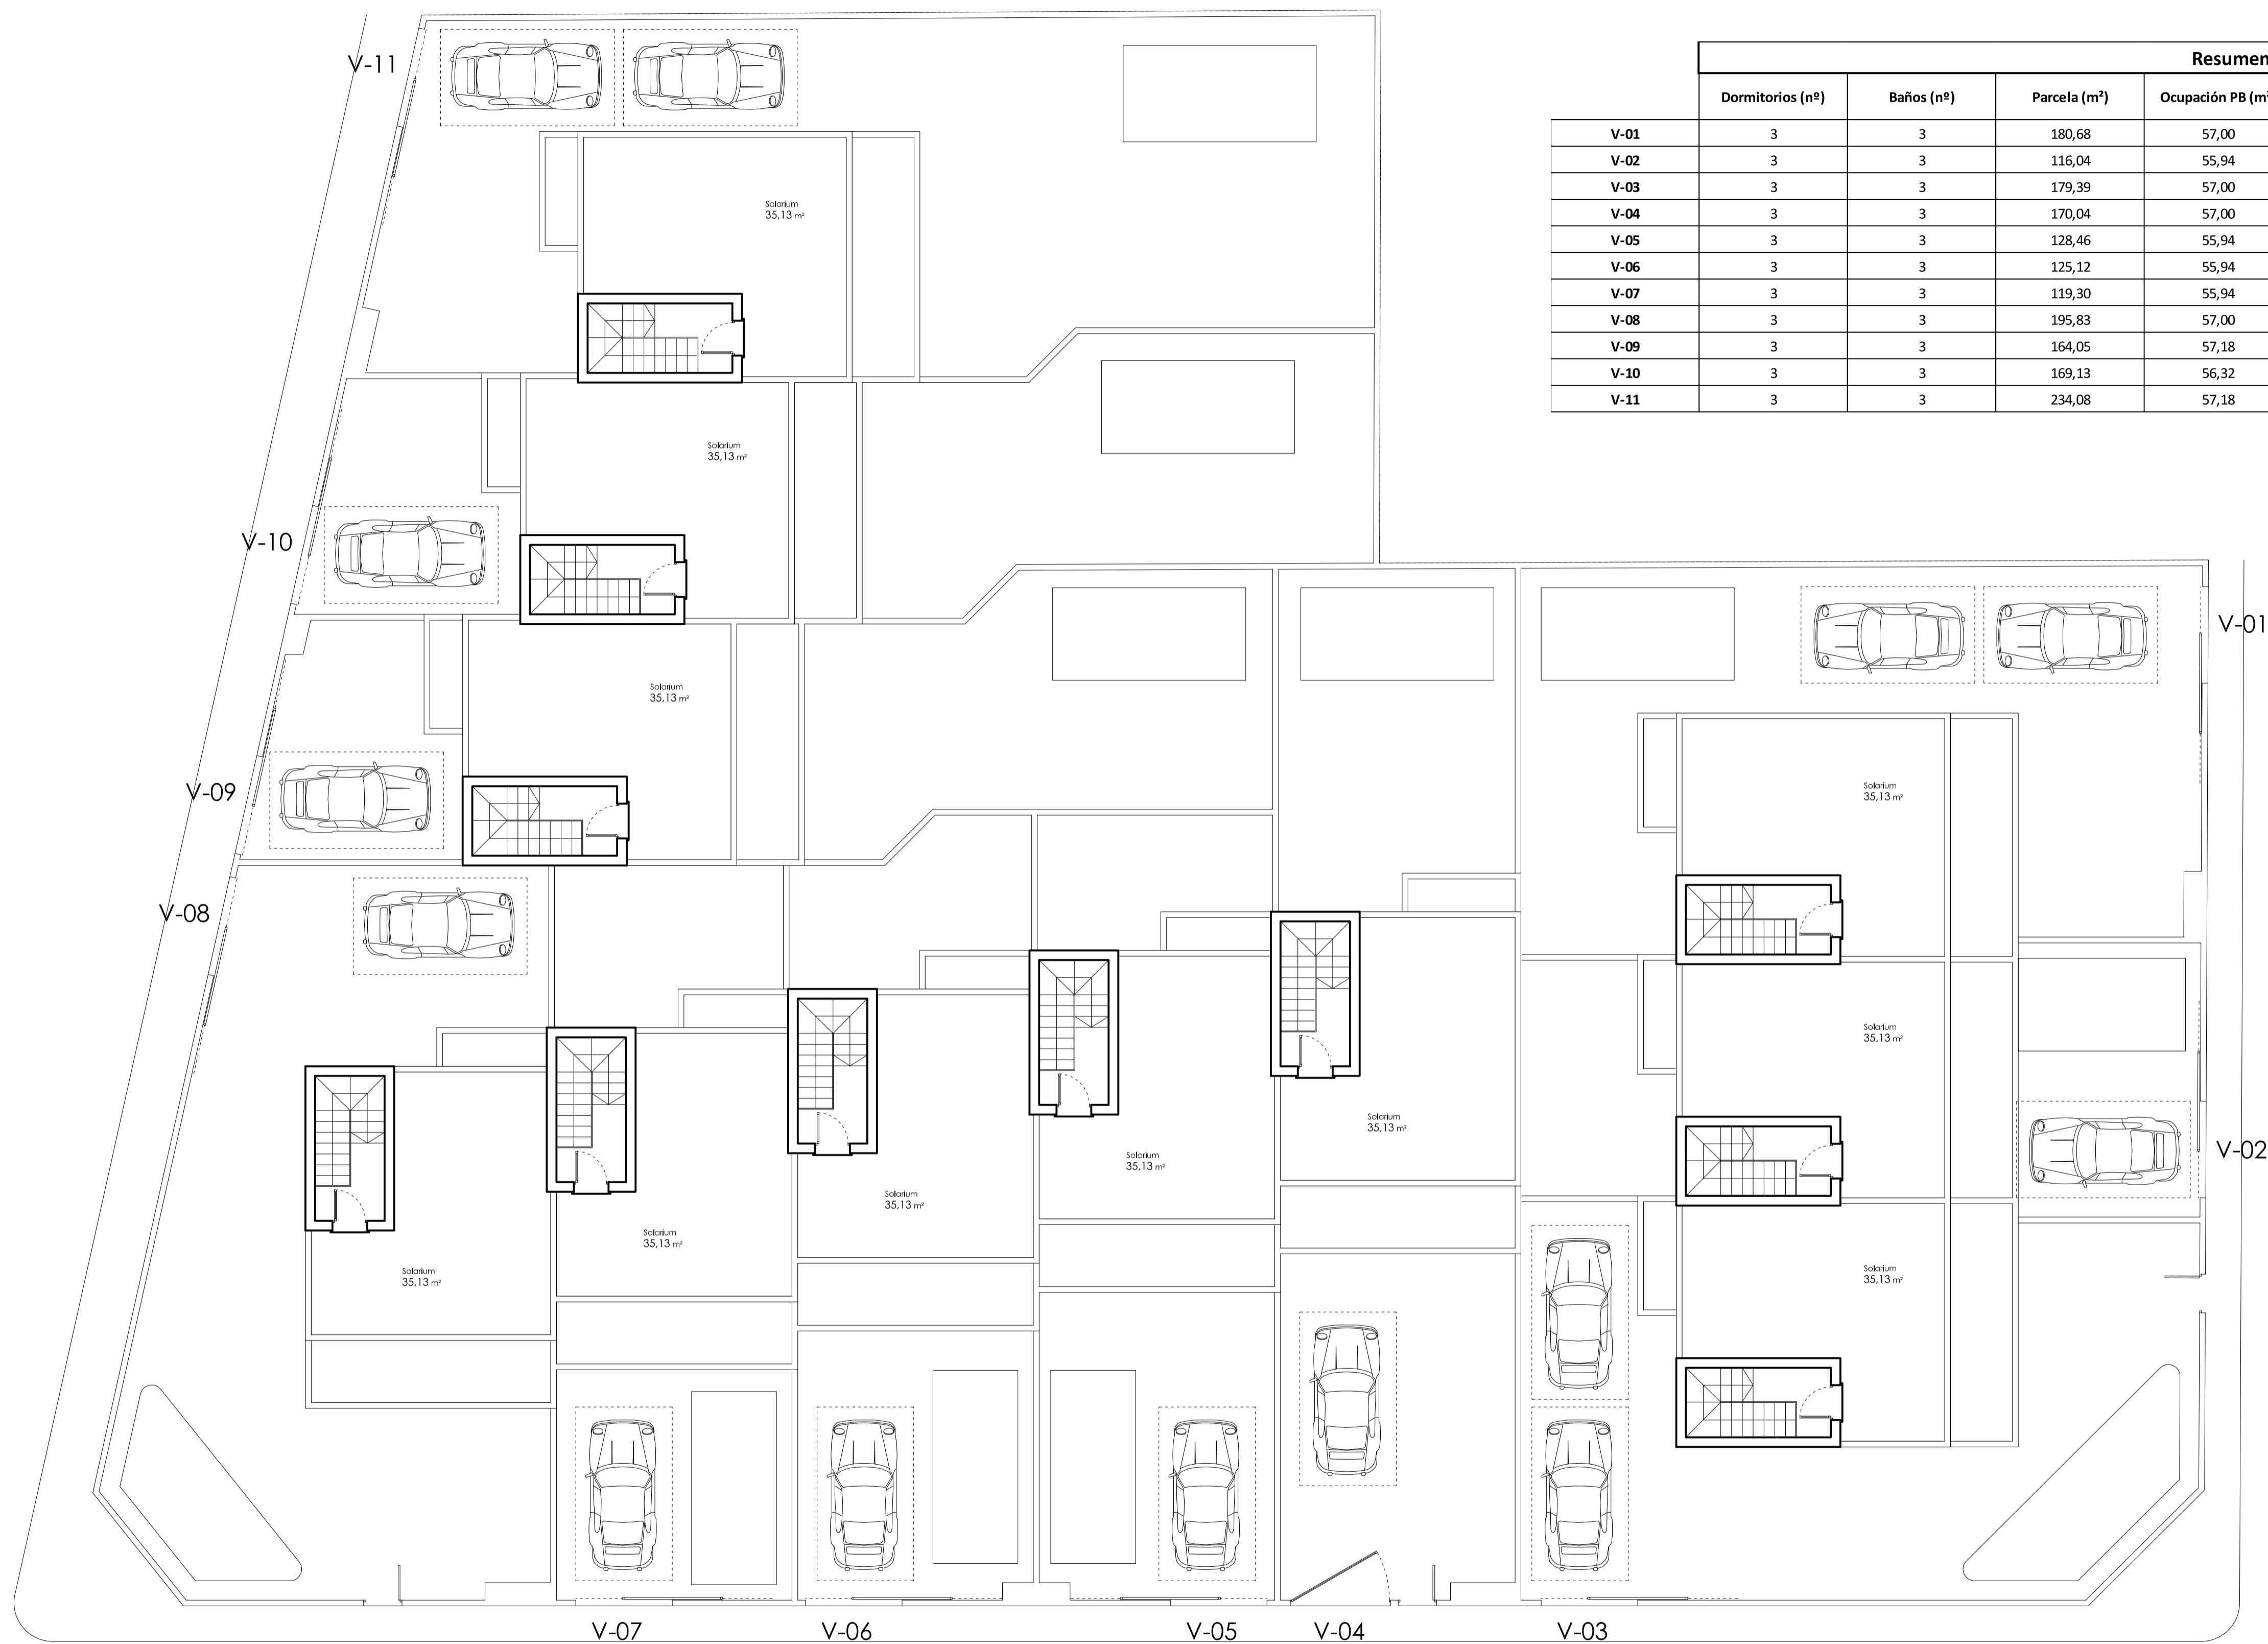 Resumen
Dormitorios (nº) Baños (nº) Parcela (m²) Ocupación PB (m²
V-01 3 3 180,68 57,00
V-02 3 3 116,04 55,94
V-03 3 3 179,39 57,00
V-04 3 3 170,04 57,00
V-05 3 3 128,46 55,94
V-06 3 3 125,12 55,94
V-07 3 3 119,30 55,94
V-08 3 3 195,83 57,00
V-09 3 3 164,05 57,18
V-10 3 3 169,13 56,32
V-11 3 3 234,08 57,18
V-11
Solarium
35,13 m²
Solarium
35,13 m²
V-10
V-01
Solarium
35,13 m²
V-09
Solarium
35,13 m²
V-08
Solarium
35,13 m²
Solarium
35,13 m²
V-02
Solarium
35,13 m²
Solarium
35,13 m²
Solarium
35,13 m²
Solarium
35,13 m²
Solarium
35,13 m²
V-07
V-06
V-05
V-04
V-03